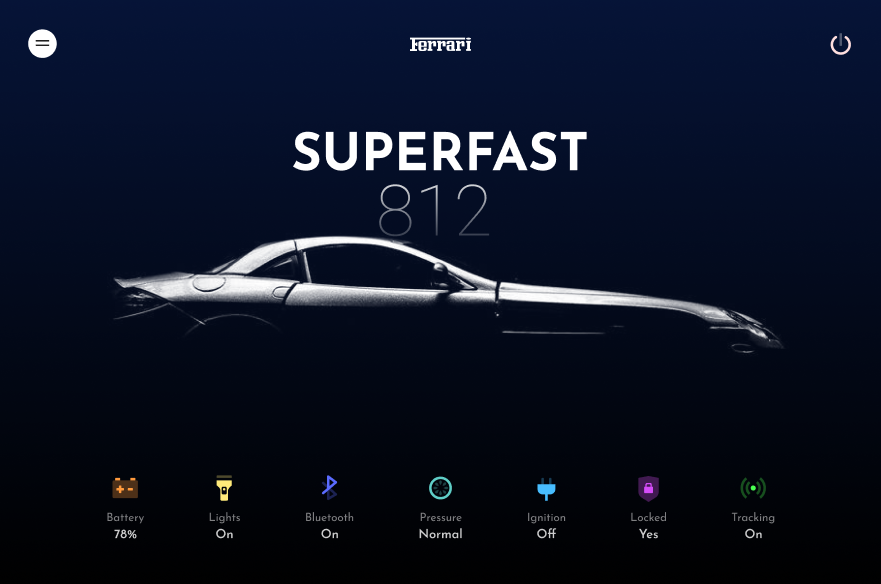 Ferrari
SUPERFAST
812
Battery
78%
Lights
On
Bluetooth
On
Pressure
Normal
Ignition
Off
Locked
Yes
Tracking
On